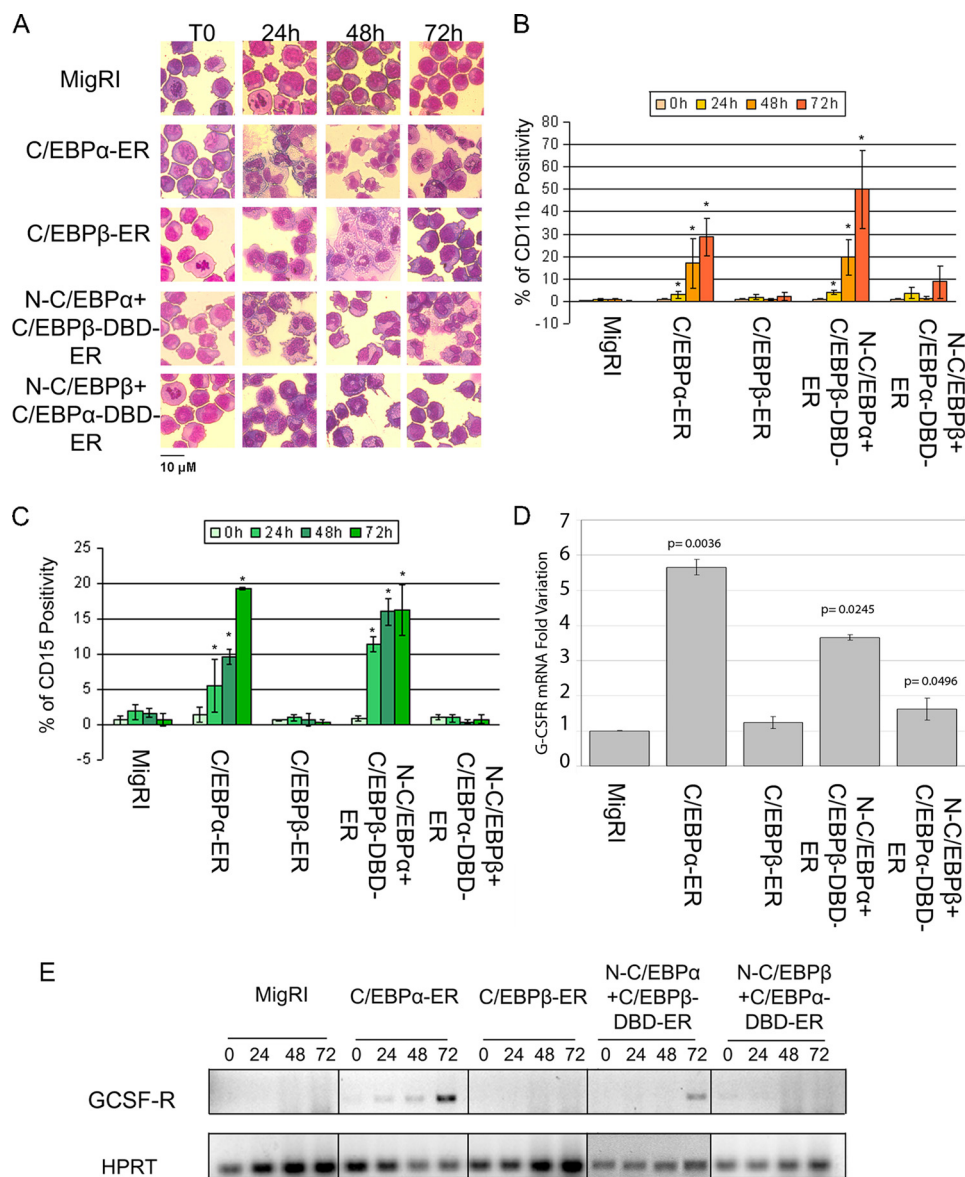 A
T0 24h 48h 72h
MigRI
C/EBPα-ER
C/EBPβ-ER
N-C/EBPα+
C/EBPβ-DBD-
ER
N-C/EBPβ+
C/EBPα-DBD-
ER
10 µM
B
0h 24h 48h 72h
% of CD11b Positivity
80
70
60
50
40
30
20
10
0
-10
* * * * * *
MigRI
C/EBPα-ER
C/EBPβ-ER
N-C/EBPα+
C/EBPβ-DBD-
ER
N-C/EBPβ+
C/EBPα-DBD-
ER
C
0h 24h 48h 72h
% of CD15 Positivity
25
20
15
10
5
0
-5
* * * * * *
MigRI
C/EBPα-ER
C/EBPβ-ER
N-C/EBPα+
C/EBPβ-DBD-
ER
N-C/EBPβ+
C/EBPα-DBD-
ER
D
G-CSFR mRNA Fold Variation
7
6
5
4
3
2
1
0
p= 0.0036
p= 0.0245
p= 0.0496
MigRI
C/EBPα-ER
C/EBPβ-ER
N-C/EBPα+
C/EBPβ-DBD-
ER
N-C/EBPβ+
C/EBPα-DBD-
ER
E
MigRI
C/EBPα-ER
C/EBPβ-ER
N-C/EBPα
+C/EBPβ-
DBD-ER
N-C/EBPβ
+C/EBPα-
DBD-ER
0 24 48 72 0 24 48 72 0 24 48 72 0 24 48 72 0 24 48 72
GCSF-R
HPRT